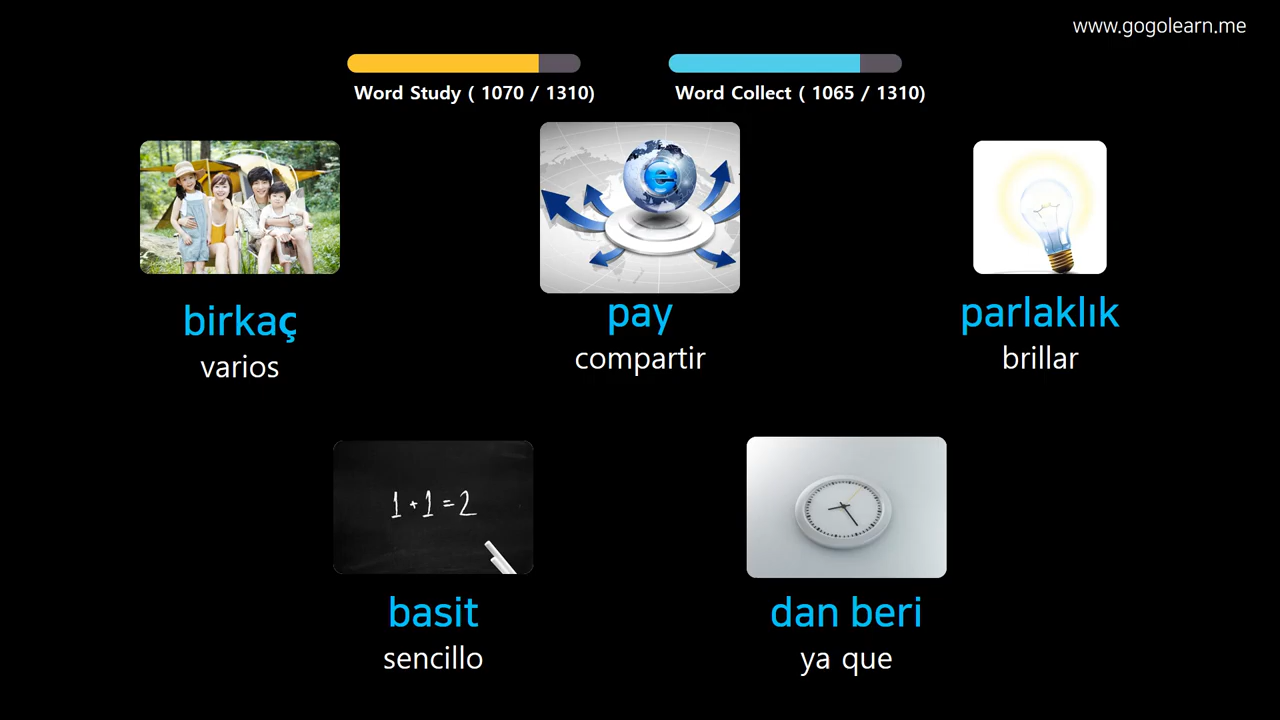 www.gogolearn.me
Word Study ( 1070 / 1310)
Word Collect ( 1065 / 1310)
e
birkaç
varios
pay
compartir
parlaklık
brillar
1+1=2
basit
sencillo
dan beri
ya que